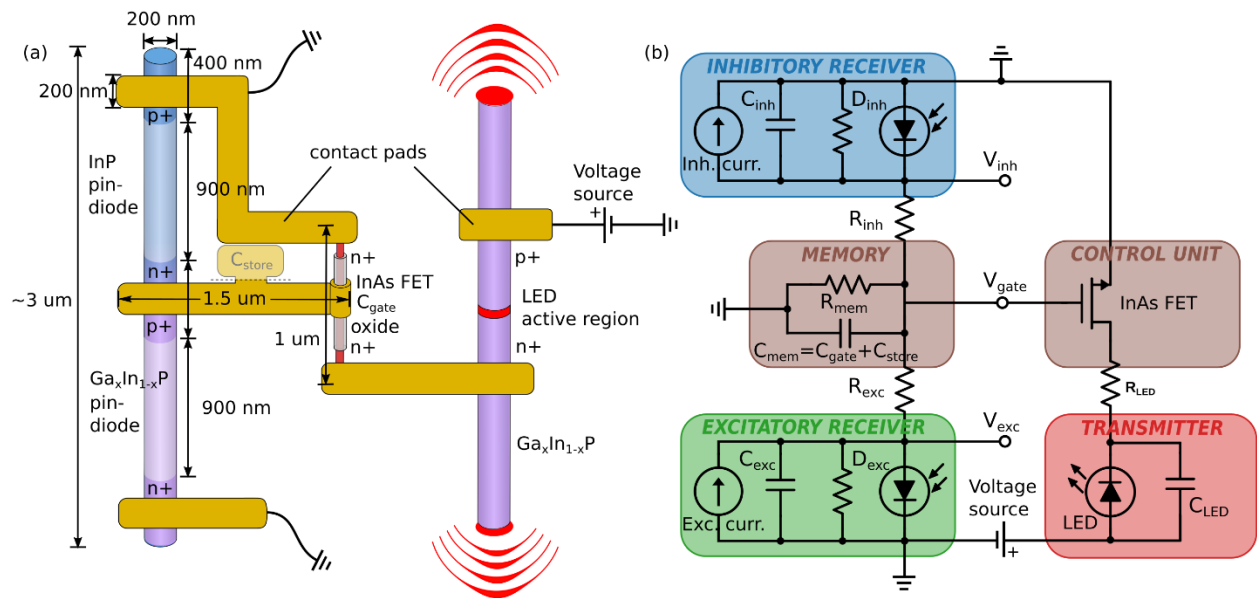 (a)
200 nm
400 nm
200 nm
p+
InP
pin-
diode
900 nm
contact pads
Voltage
source
+
C_store
n+
n+
InAs FET
C_gate
oxide
p+
~3 um
1.5 um
p+
1 um
n+
LED
active region
n+
Ga_xIn_1-xP
pin-
diode
900 nm
Ga_xIn_1-xP
n+
(b)
INHIBITORY RECEIVER
C_inh
D_inh
Inh. curr.
V_inh
R_inh
MEMORY
R_mem
C_mem=C_gate+C_store
V_gate
CONTROL UNIT
InAs FET
R_exc
R_LED
EXCITATORY RECEIVER
V_exc
C_exc
D_exc
Exc. curr.
Voltage
source
+
TRANSMITTER
LED
C_LED